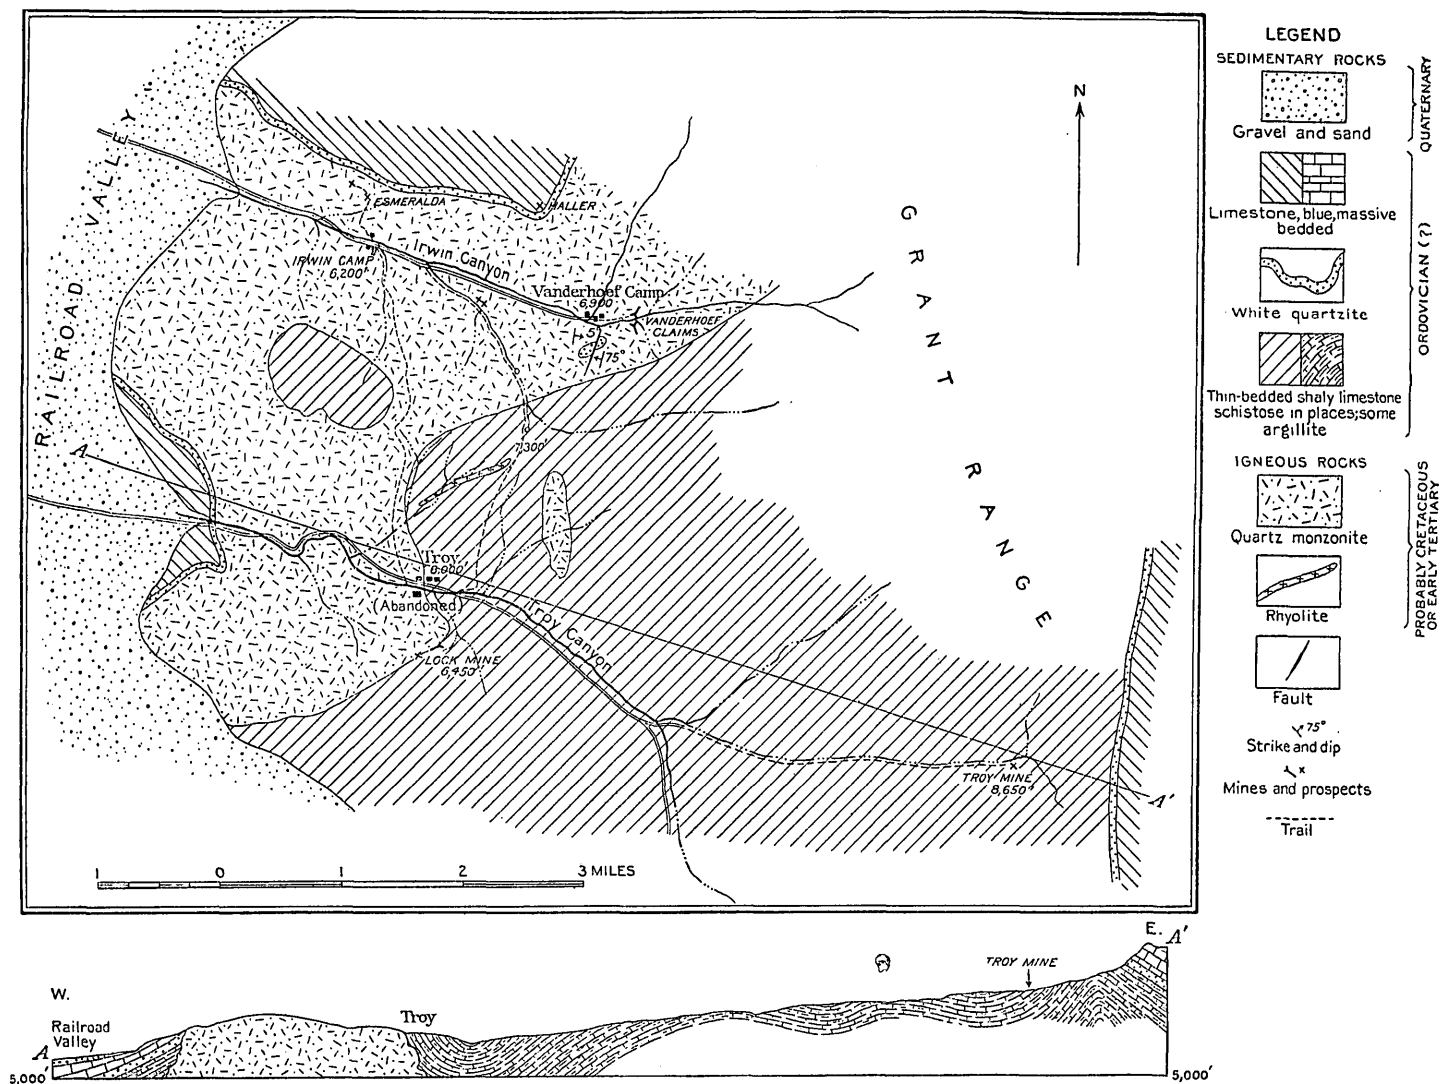 RAILROAD VALLEY
N
GRANT RANGE
ESMERALDA
HALLER
IRWIN CAMP
6,200'
Irwin Canyon
Vanderhoef Camp
6,900'
VANDERHOEF
CLAIMS
5°
75°
7,300'
A
Troy
6,000'
(Abandoned)
Troy Canyon
LOCK MINE
6,450'
TROY MINE
8,650'
A'
1 0 1 2 3 MILES
LEGEND
SEDIMENTARY ROCKS
Gravel and sand
QUATERNARY
Limestone, blue, massive
bedded
White quartzite
Thin-bedded shaly limestone
schistose in places; some
argillite
ORDOVICIAN (?)
IGNEOUS ROCKS
Quartz monzonite
Rhyolite
PROBABLY CRETACEOUS
OR EARLY TERTIARY
Fault
75°
Strike and dip
x
Mines and prospects
Trail
W.
E. A'
TROY MINE
Troy
Railroad
Valley
A
5,000'
5,000'